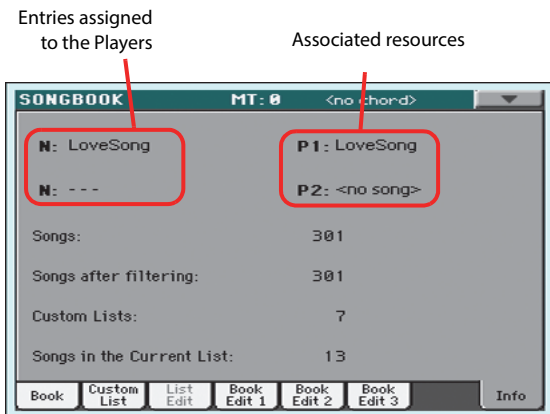 Entries assigned
to the Players
Associated resources
SONGBOOK MT:0 <no chord>
N: LoveSong P1: LoveSong
N: --- P2: <no song>
Songs: 301
Songs after filtering: 301
Custom Lists: 7
Songs in the Current List: 13
Book Custom List List Edit Book Edit 1 Book Edit 2 Book Edit 3 Info